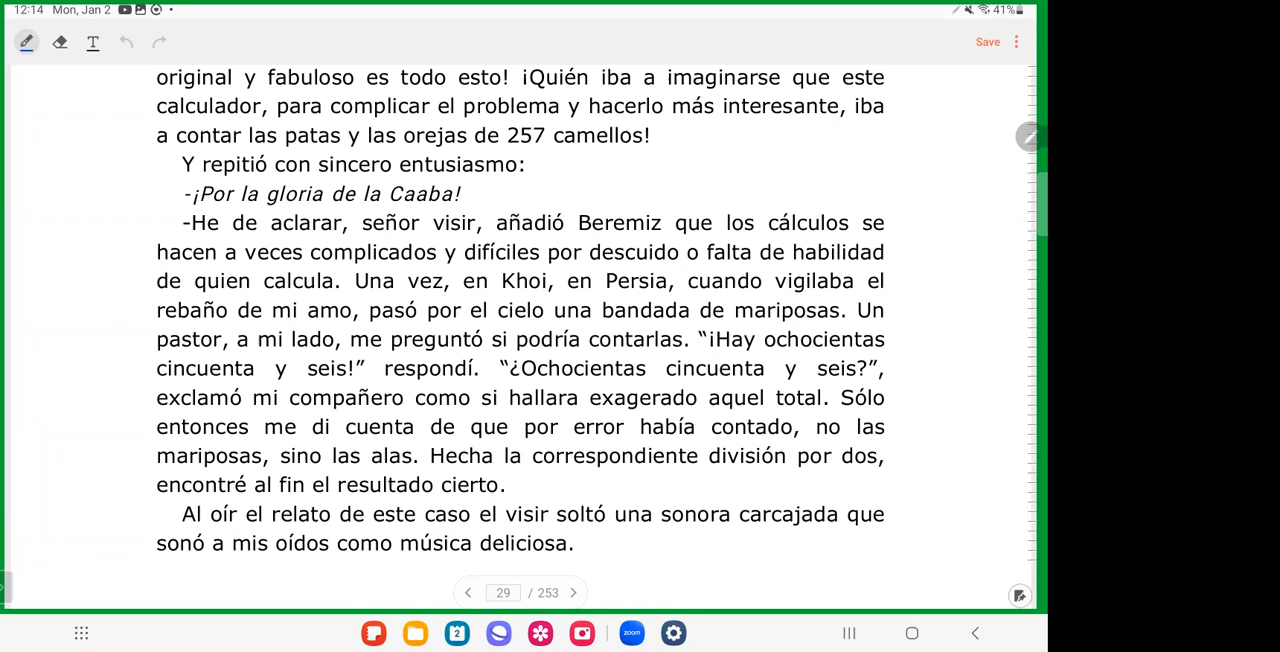 12:14 Mon, Jan 2
41%
Save
original y fabuloso es todo esto! ¡Quién iba a imaginarse que este
calculador, para complicar el problema y hacerlo más interesante, iba
a contar las patas y las orejas de 257 camellos!
Y repitió con sincero entusiasmo:
-¡Por la gloria de la Caaba!
-He de aclarar, señor visir, añadió Beremiz que los cálculos se
hacen a veces complicados y difíciles por descuido o falta de habilidad
de quien calcula. Una vez, en Khoi, en Persia, cuando vigilaba el
rebaño de mi amo, pasó por el cielo una bandada de mariposas. Un
pastor, a mi lado, me preguntó si podría contarlas. “¡Hay ochocientas
cincuenta y seis!” respondí. “¿Ochocientas cincuenta y seis?”,
exclamó mi compañero como si hallara exagerado aquel total. Sólo
entonces me di cuenta de que por error había contado, no las
mariposas, sino las alas. Hecha la correspondiente división por dos,
encontré al fin el resultado cierto.
Al oír el relato de este caso el visir soltó una sonora carcajada que
sonó a mis oídos como música deliciosa.
29 / 253
2
zoom